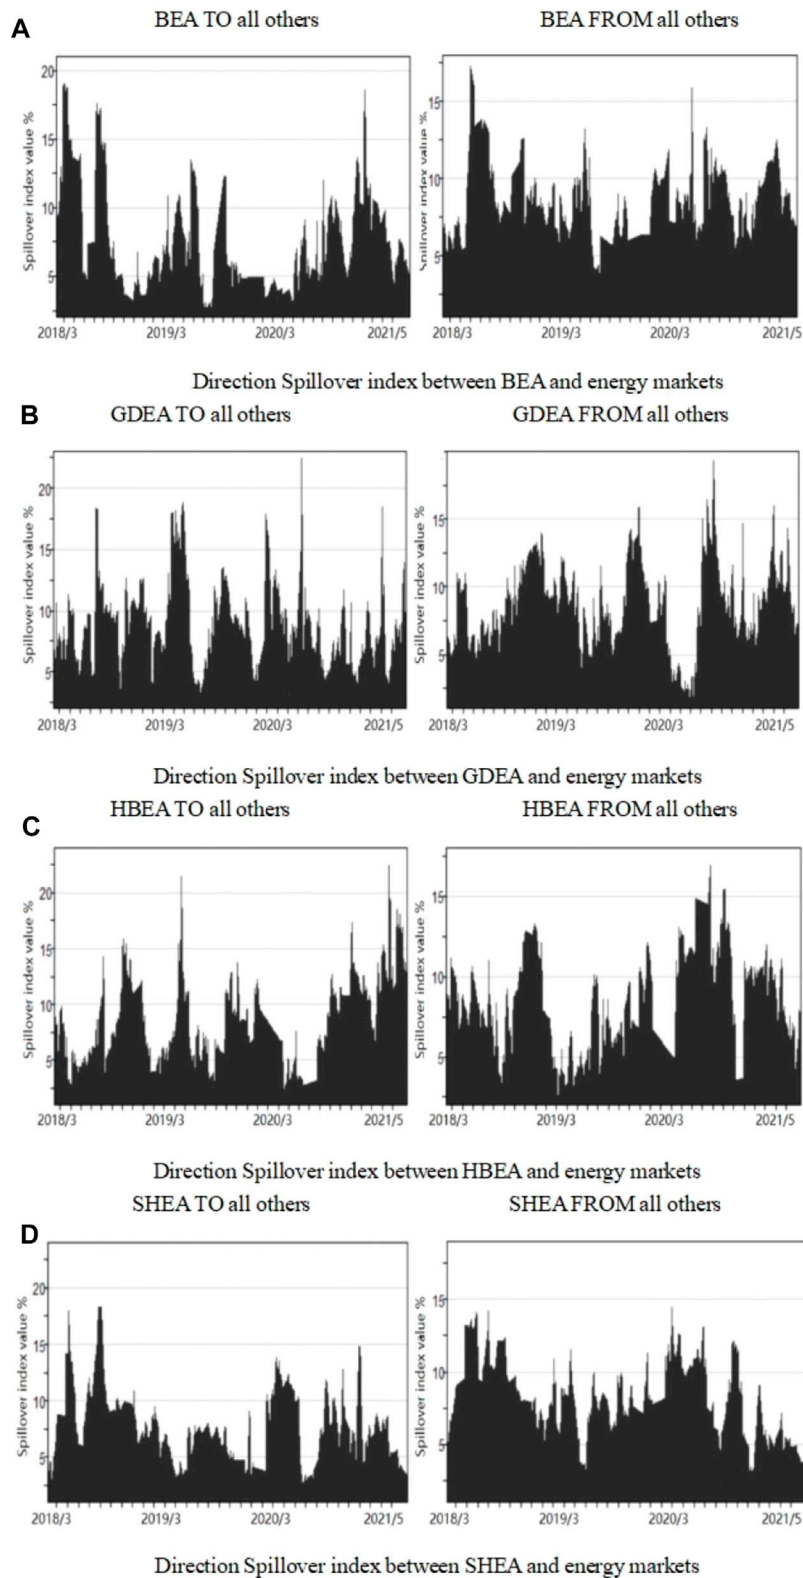 A
BEA TO all others
BEA FROM all others
Spillover index value %
20
15
10
5
2018/3
2019/3
2020/3
2021/5
Spillover index value %
15
10
5
2018/3
2019/3
2020/3
2021/5
Direction Spillover index between BEA and energy markets
B
GDEA TO all others
GDEA FROM all others
Spillover index value %
20
15
10
5
2018/3
2019/3
2020/3
2021/5
Spillover index value %
15
10
5
2018/3
2019/3
2020/3
2021/5
Direction Spillover index between GDEA and energy markets
C
HBEA TO all others
HBEA FROM all others
Spillover index value %
20
15
10
5
2018/3
2019/3
2020/3
2021/5
Spillover index value %
15
10
5
2018/3
2019/3
2020/3
2021/5
Direction Spillover index between HBEA and energy markets
D
SHEA TO all others
SHEA FROM all others
Spillover index value %
20
15
10
5
2018/3
2019/3
2020/3
2021/5
Spillover index value %
15
10
5
2018/3
2019/3
2020/3
2021/5
Direction Spillover index between SHEA and energy markets